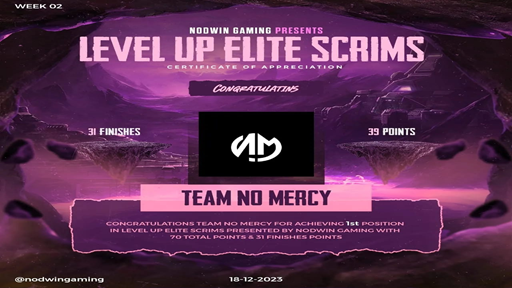 WEEK 02
NODWIN GAMING PRESENTS
LEVEL UP ELITE SCRIMS
CERTIFICATE OF APPRECIATION
CONGRATULATINS
31 FINISHES
39 POINTS
NM
TEAM NO MERCY
CONGRATULATIONS TEAM NO MERCY FOR ACHIEVING 1st POSITION
IN LEVEL UP ELITE SCRIMS PRESENTED BY NODWIN GAMING WITH
70 TOTAL POINTS & 31 FINISHES POINTS
@nodwingaming
18-12-2023